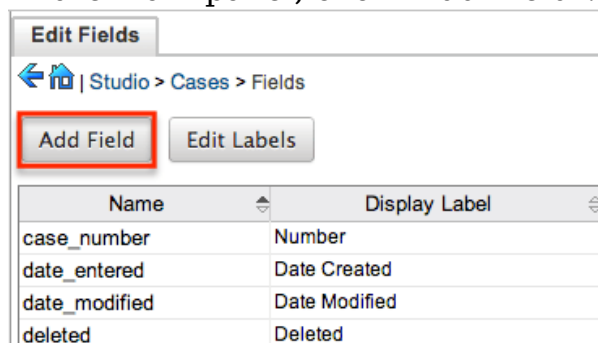 Edit Fields
| Studio > Cases > Fields
Add Field Edit Labels
Name Display Label
case_number Number
date_entered Date Created
date_modified Date Modified
deleted Deleted